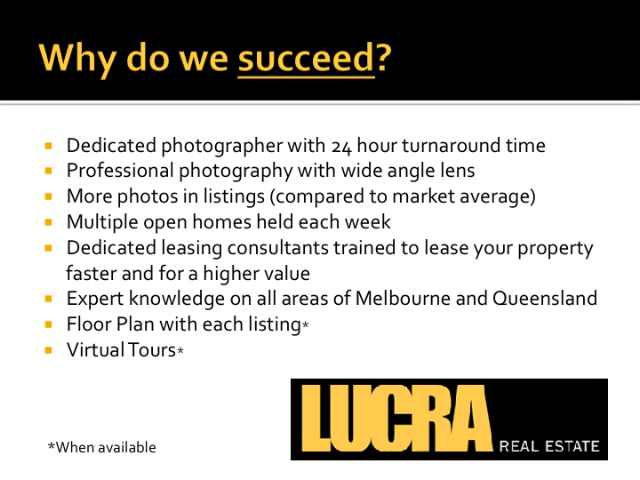 Why do we succeed?
Dedicated photographer with 24 hour turnaround time
Professional photography with wide angle lens
More photos in listings (compared to market average)
Multiple open homes held each week
Dedicated leasing consultants trained to lease your property
faster and for a higher value
Expert knowledge on all areas of Melbourne and Queensland
Floor Plan with each listing*
Virtual Tours*
*When available
LUCRA REAL ESTATE